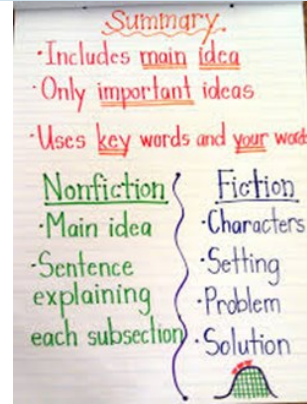 Summary.
·Includes main idea
·Only important ideas
·Uses key words and your words
Nonfiction
·Main idea
·Sentence
explaining
each subsection
Fiction
·Characters
·Setting
·Problem
·Solution